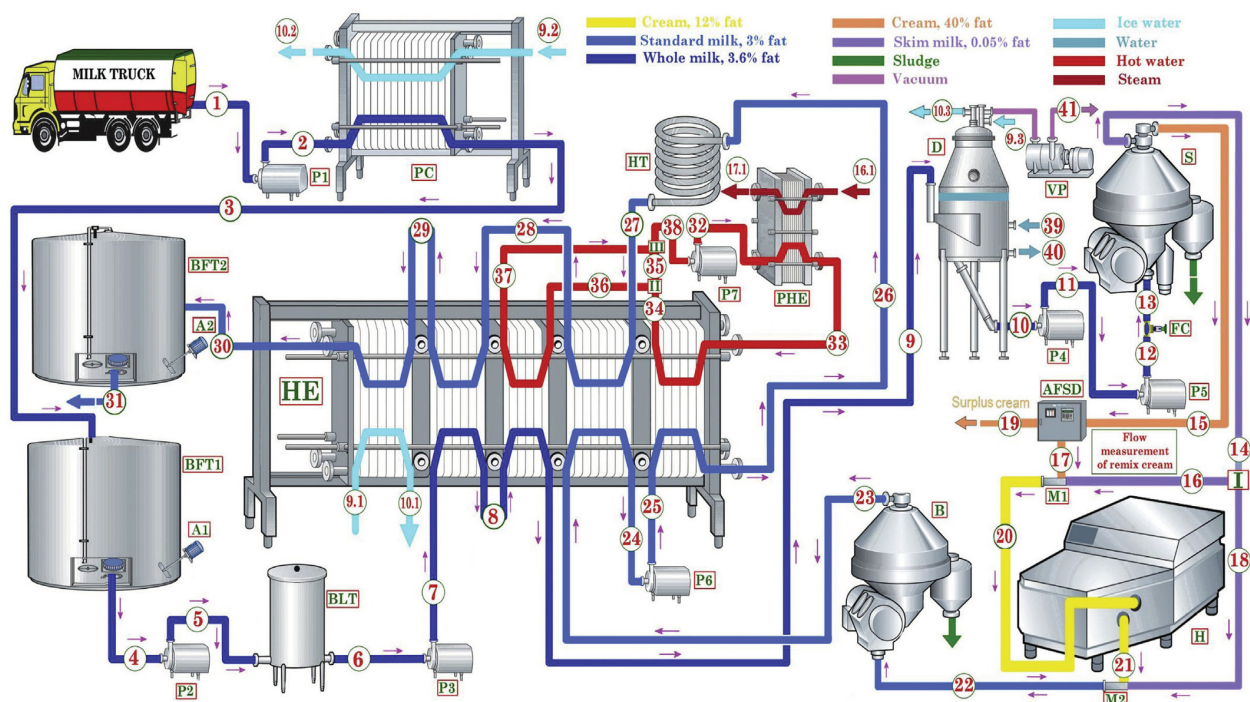 10.2
9.2
Cream, 12% fat
Standard milk, 3% fat
Whole milk, 3.6% fat
Cream, 40% fat
Skim milk, 0.05% fat
Sludge
Vacuum
Ice water
Water
Hot water
Steam
MILK TRUCK
1
2
P1
PC
3
HT
17.1
16.1
PHE
10.3
9.3
D
41
VP
S
39
40
BFT2
A2
30
31
29
28
27
37
36
III
35
II
34
38
32
P7
33
26
9
10
11
P4
13
FC
12
P5
HE
AFSD
Surplus cream
19
15
17
Flow
measurement
of remix cream
14
M1
16
I
BFT1
A1
9.1
10.1
8
25
24
P6
23
B
20
18
H
BLT
7
5
4
P2
6
P3
22
21
M2